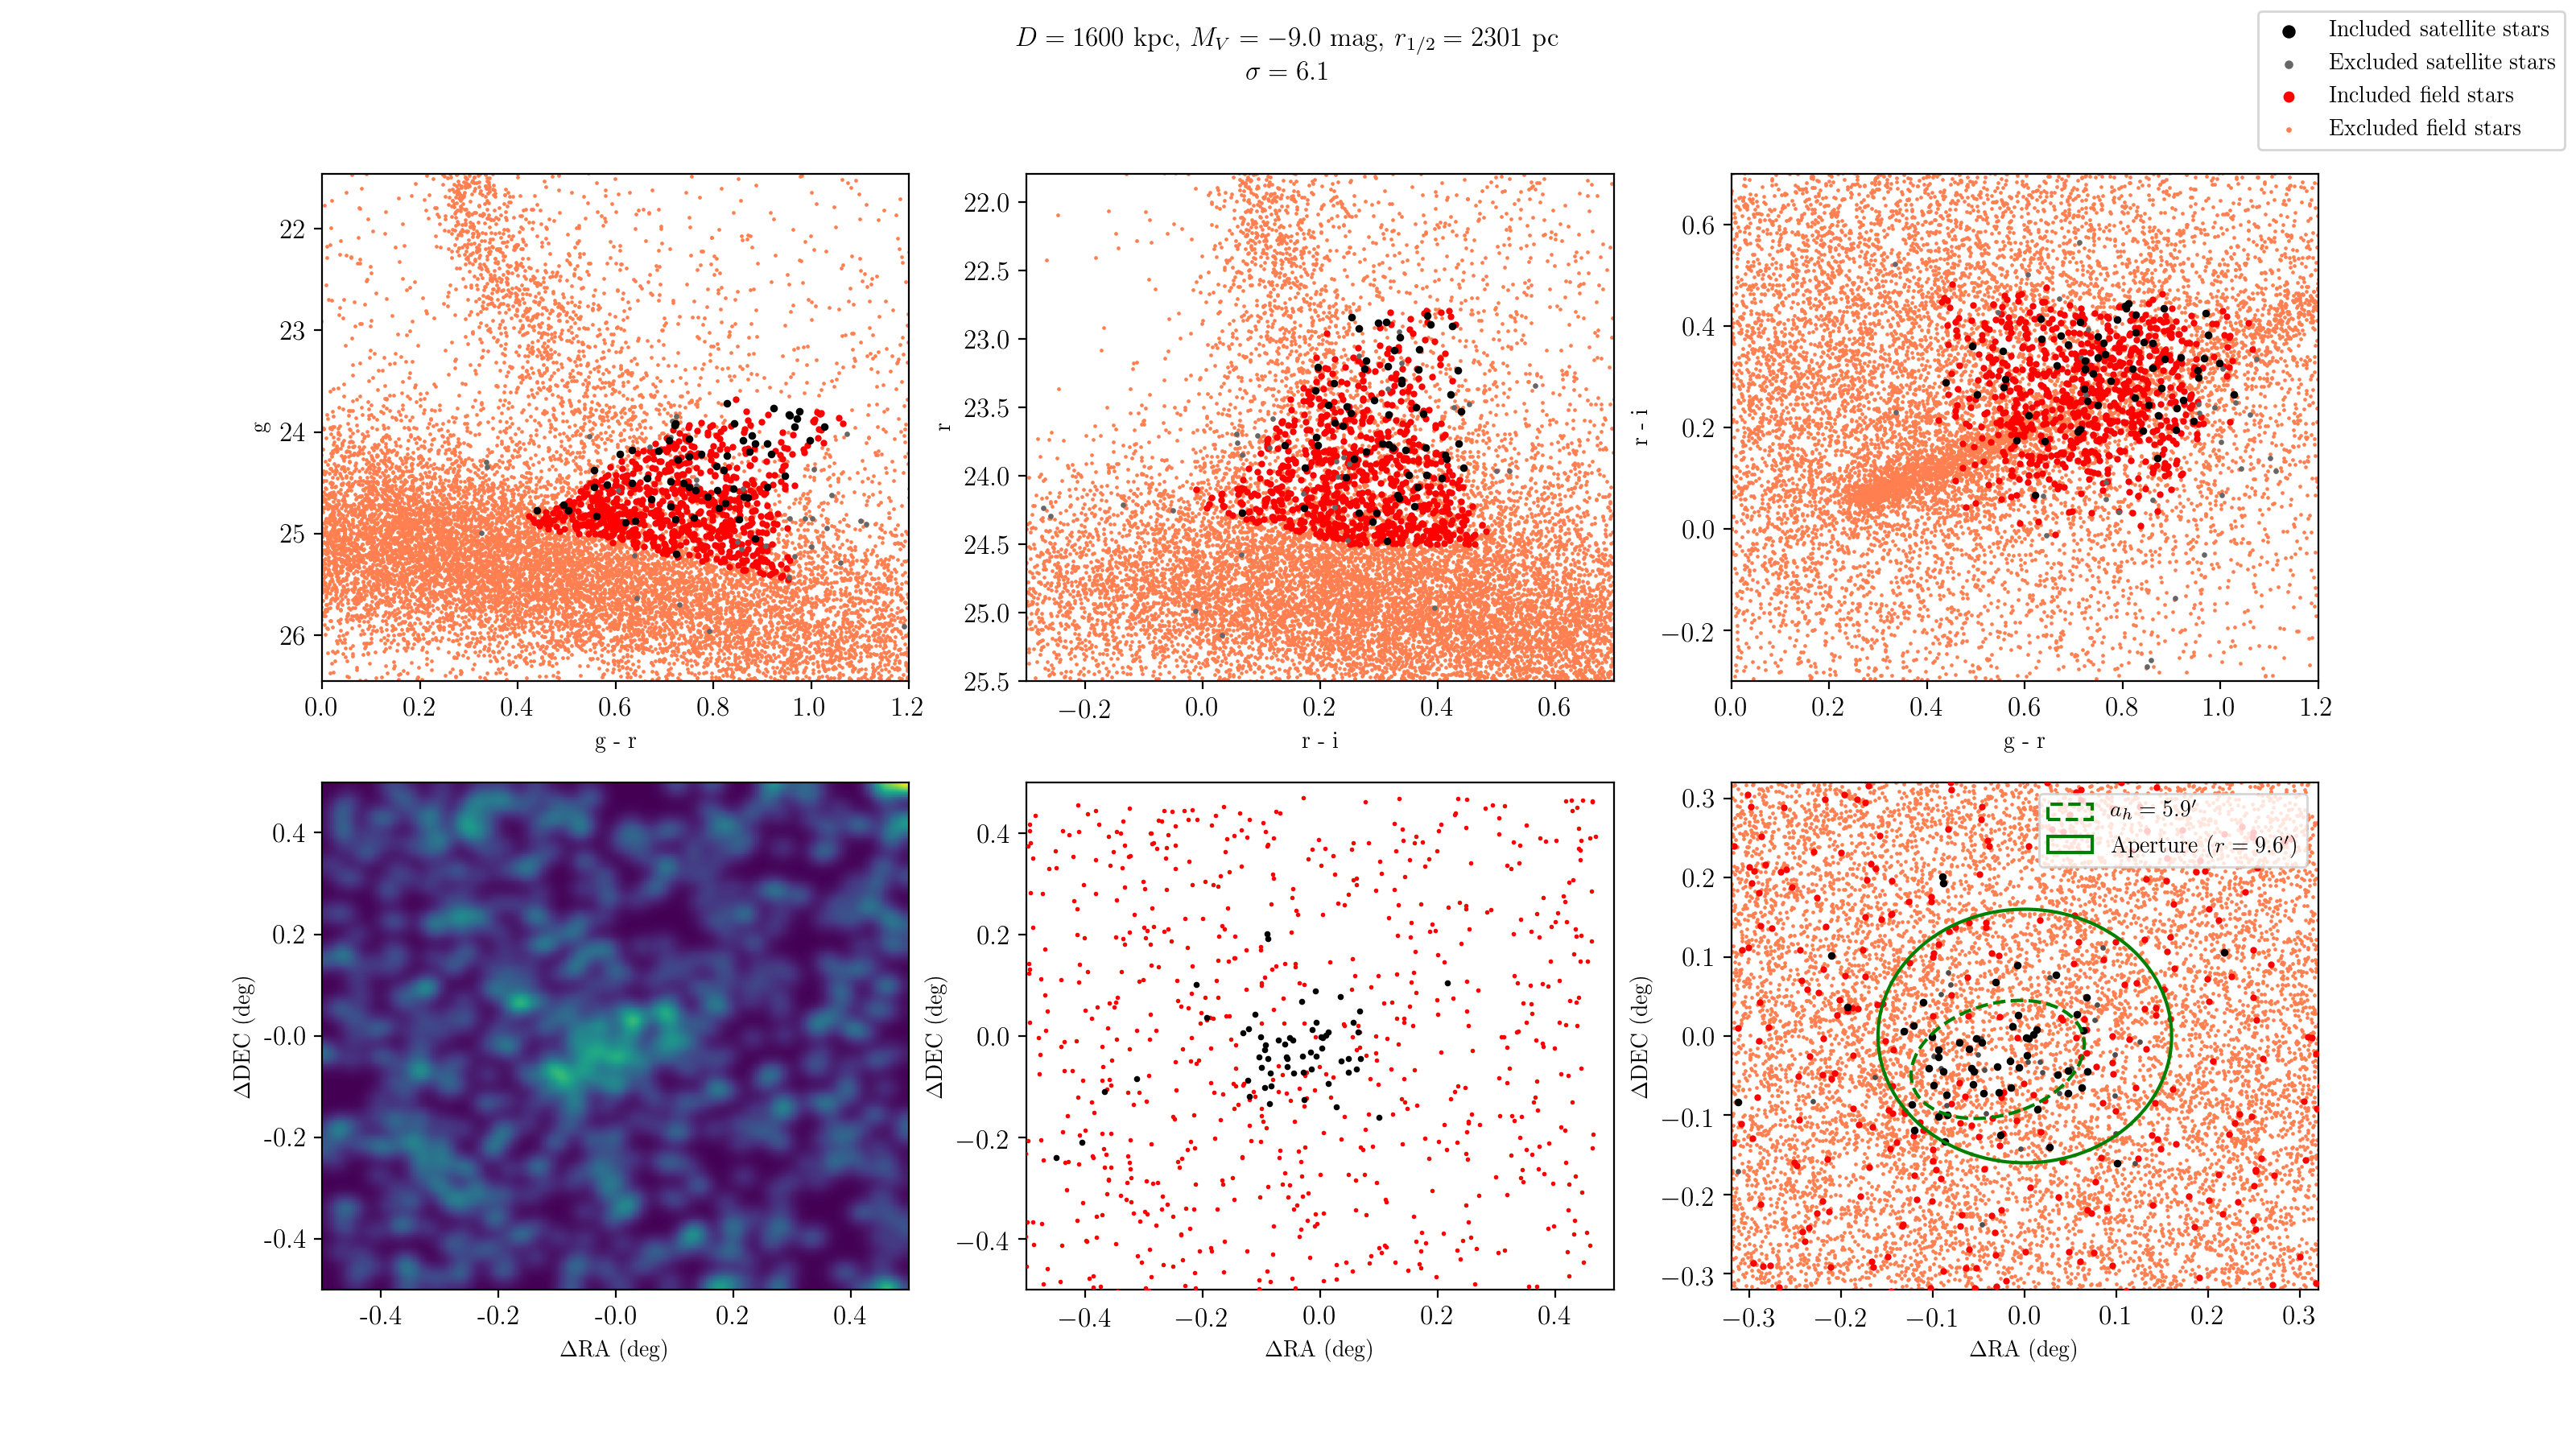 D = 1600 kpc, M_V = −9.0 mag, r_{1/2} = 2301 pc
σ = 6.1
Included satellite stars
Excluded satellite stars
Included field stars
Excluded field stars
22
23
24
25
26
g
0.0 0.2 0.4 0.6 0.8 1.0 1.2
g - r
22.0
22.5
23.0
23.5
24.0
24.5
25.0
25.5
r
−0.2 0.0 0.2 0.4 0.6
r - i
0.6
0.4
0.2
0.0
−0.2
r - i
0.0 0.2 0.4 0.6 0.8 1.0 1.2
g - r
0.4
0.2
-0.0
-0.2
-0.4
ΔDEC (deg)
-0.4 -0.2 -0.0 0.2 0.4
ΔRA (deg)
0.4
0.2
0.0
−0.2
−0.4
ΔDEC (deg)
−0.4 −0.2 0.0 0.2 0.4
ΔRA (deg)
a_h = 5.9′
Aperture (r = 9.6′)
0.3
0.2
0.1
0.0
−0.1
−0.2
−0.3
ΔDEC (deg)
−0.3 −0.2 −0.1 0.0 0.1 0.2 0.3
ΔRA (deg)